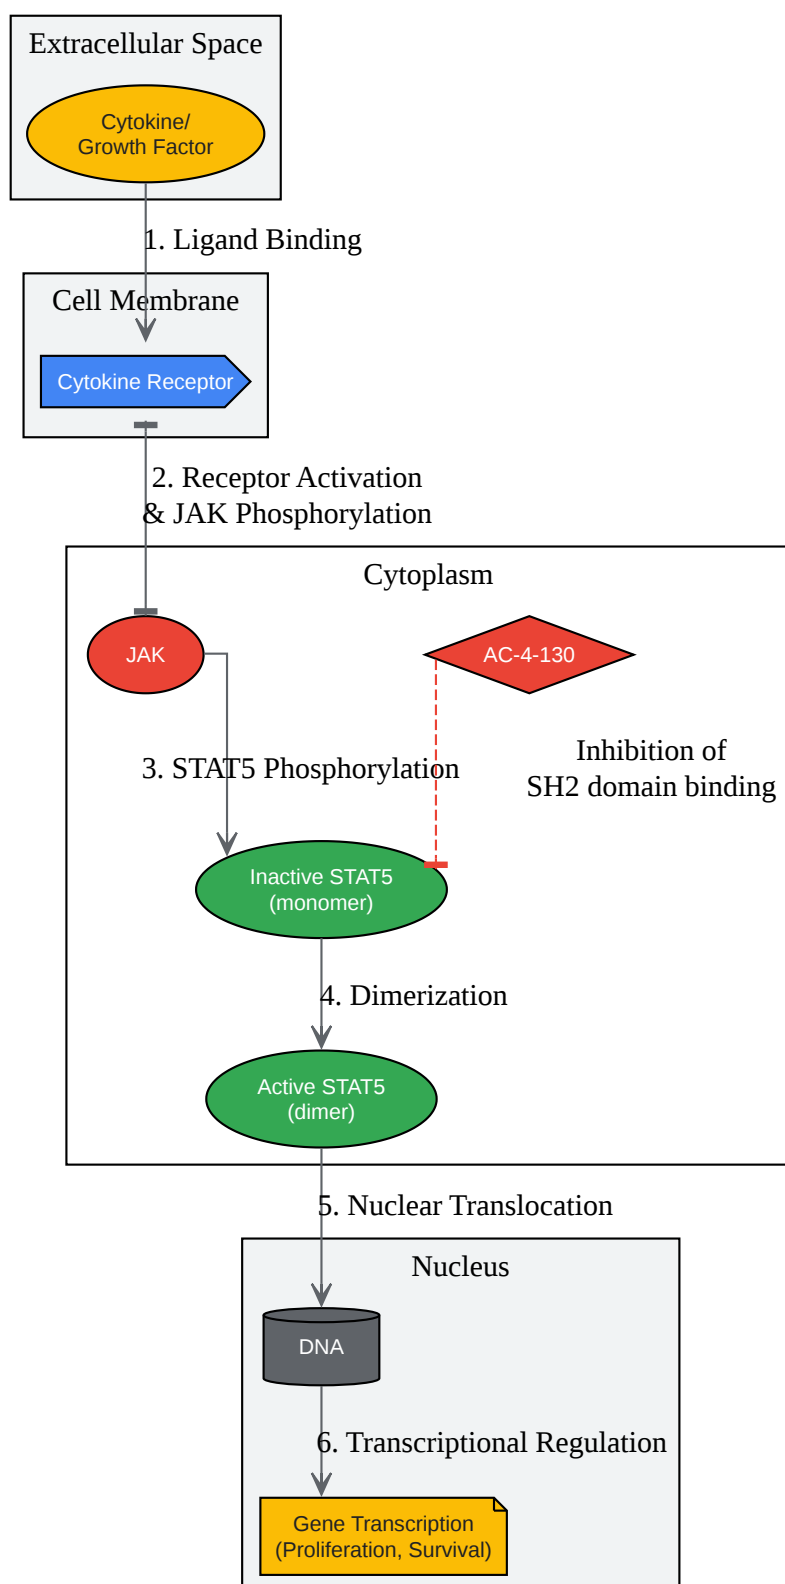 Extracellular Space
Cytokine/
Growth Factor
1. Ligand Binding
Cell Membrane
Cytokine Receptor
2. Receptor Activation
& JAK Phosphorylation
Cytoplasm
JAK
AC-4-130
3. STAT5 Phosphorylation
Inhibition of
SH2 domain binding
Inactive STAT5
(monomer)
4. Dimerization
Active STAT5
(dimer)
5. Nuclear Translocation
Nucleus
DNA
6. Transcriptional Regulation
Gene Transcription
(Proliferation, Survival)